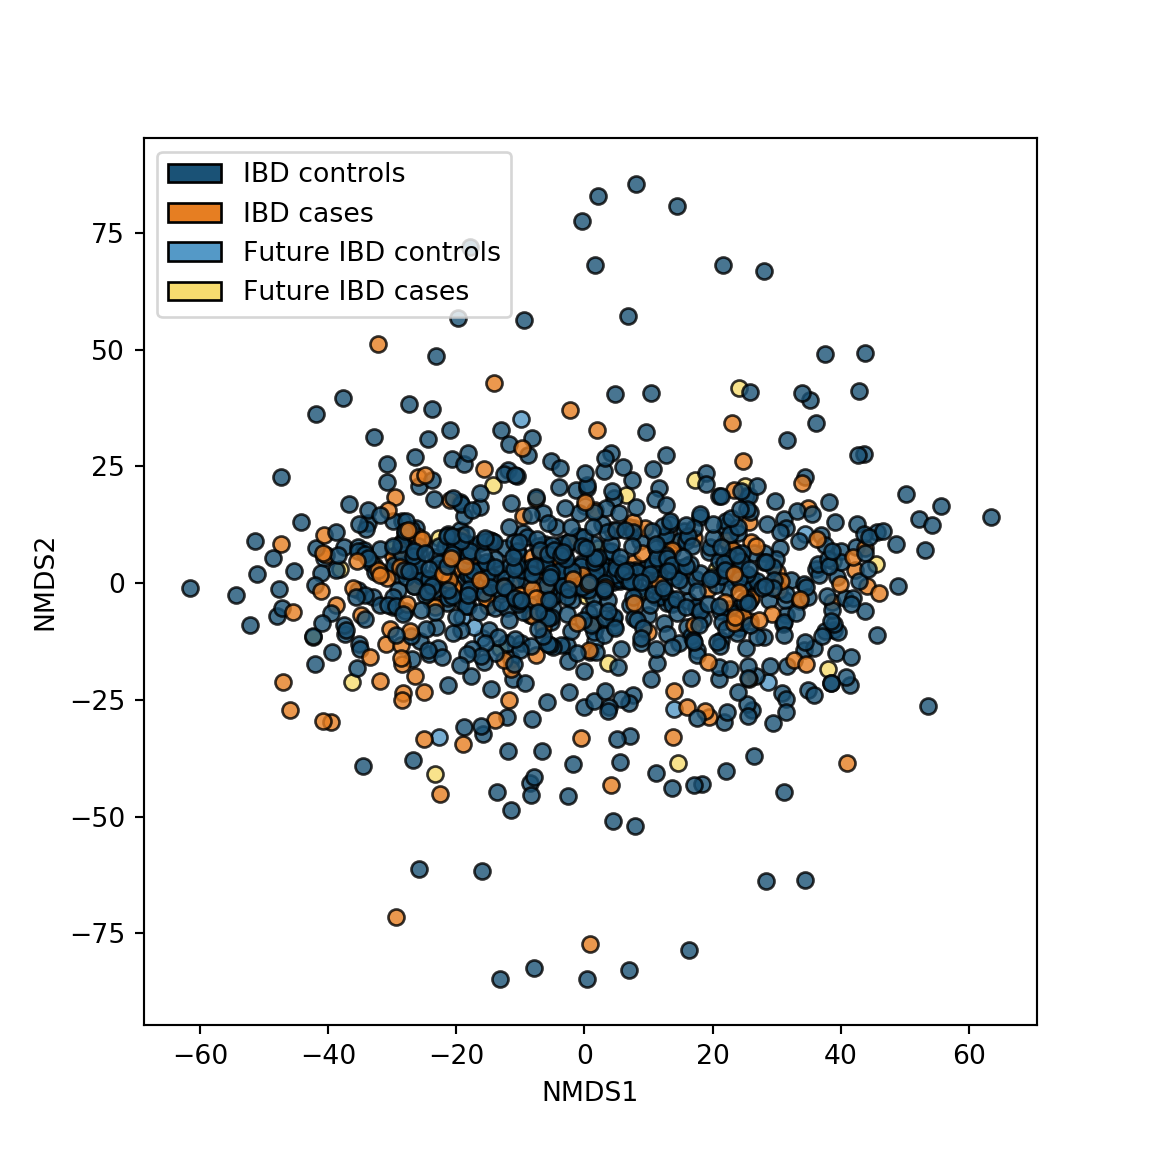 IBD controls
IBD cases
Future IBD controls
Future IBD cases
75
50
25
0
−25
−50
−75
NMDS2
−60 −40 −20 0 20 40 60
NMDS1